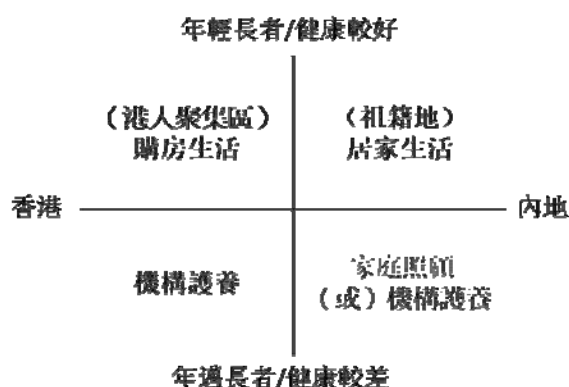 年輕長者/健康較好
（港人聚集區）
購房生活
（祖籍地）
居家生活
香港
內地
機構護養
家庭照顧
（或）機構護養
年邁長者/健康較差